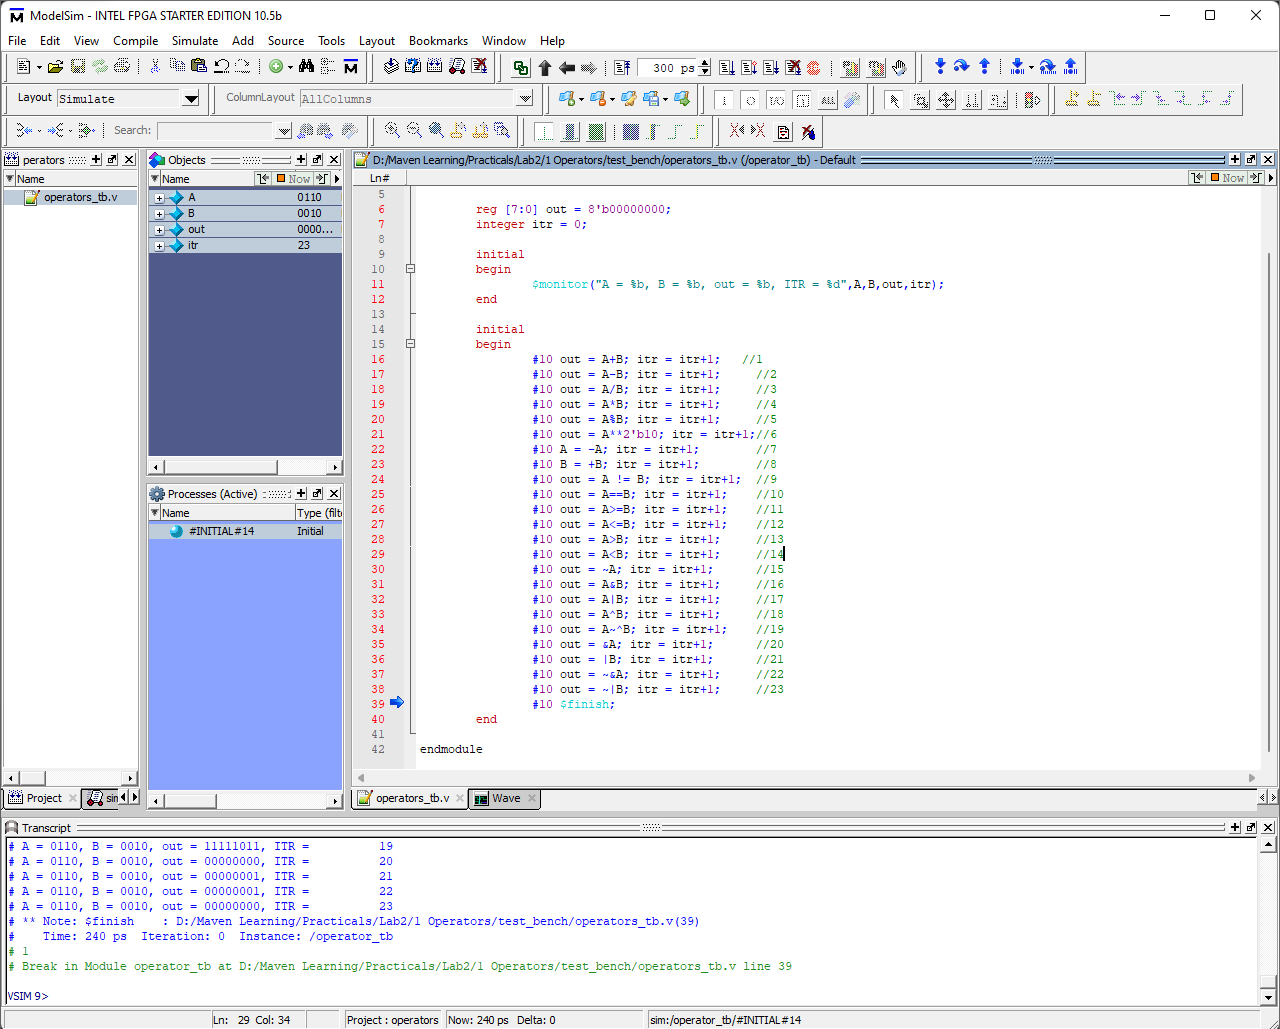 ModelSim - INTEL FPGA STARTER EDITION 10.5b
File Edit View Compile Simulate Add Source Tools Layout Bookmarks Window Help
300 ps
Layout Simulate ColumnLayout AllColumns
Search:
perators
Name
operators_tb.v
Project
sim
Objects
Name Now
A 0110
B 0010
out 0000...
itr 23
Processes (Active)
Name Type (filt
#INITIAL#14 Initial
D:/Maven Learning/Practicals/Lab2/1 Operators/test_bench/operators_tb.v (/operator_tb) - Default
Ln# Now
5
6 reg [7:0] out = 8'b00000000;
7 integer itr = 0;
8
9 initial
10 begin
11 $monitor("A = %b, B = %b, out = %b, ITR = %d",A,B,out,itr);
12 end
13
14 initial
15 begin
16 #10 out = A+B; itr = itr+1; //1
17 #10 out = A-B; itr = itr+1; //2
18 #10 out = A/B; itr = itr+1; //3
19 #10 out = A*B; itr = itr+1; //4
20 #10 out = A%B; itr = itr+1; //5
21 #10 out = A**2'b10; itr = itr+1;//6
22 #10 A = -A; itr = itr+1; //7
23 #10 B = +B; itr = itr+1; //8
24 #10 out = A != B; itr = itr+1; //9
25 #10 out = A==B; itr = itr+1; //10
26 #10 out = A>=B; itr = itr+1; //11
27 #10 out = A<=B; itr = itr+1; //12
28 #10 out = A>B; itr = itr+1; //13
29 #10 out = A<B; itr = itr+1; //14
30 #10 out = ~A; itr = itr+1; //15
31 #10 out = A&B; itr = itr+1; //16
32 #10 out = A|B; itr = itr+1; //17
33 #10 out = A^B; itr = itr+1; //18
34 #10 out = A~^B; itr = itr+1; //19
35 #10 out = &A; itr = itr+1; //20
36 #10 out = |B; itr = itr+1; //21
37 #10 out = ~&A; itr = itr+1; //22
38 #10 out = ~|B; itr = itr+1; //23
39 #10 $finish;
40 end
41
42 endmodule
operators_tb.v Wave
Transcript
# A = 0110, B = 0010, out = 11111011, ITR = 19
# A = 0110, B = 0010, out = 00000000, ITR = 20
# A = 0110, B = 0010, out = 00000001, ITR = 21
# A = 0110, B = 0010, out = 00000001, ITR = 22
# A = 0110, B = 0010, out = 00000000, ITR = 23
# ** Note: $finish : D:/Maven Learning/Practicals/Lab2/1 Operators/test_bench/operators_tb.v(39)
# Time: 240 ps Iteration: 0 Instance: /operator_tb
# 1
# Break in Module operator_tb at D:/Maven Learning/Practicals/Lab2/1 Operators/test_bench/operators_tb.v line 39
VSIM 9>
Ln: 29 Col: 34 Project : operators Now: 240 ps Delta: 0 sim:/operator_tb/#INITIAL#14